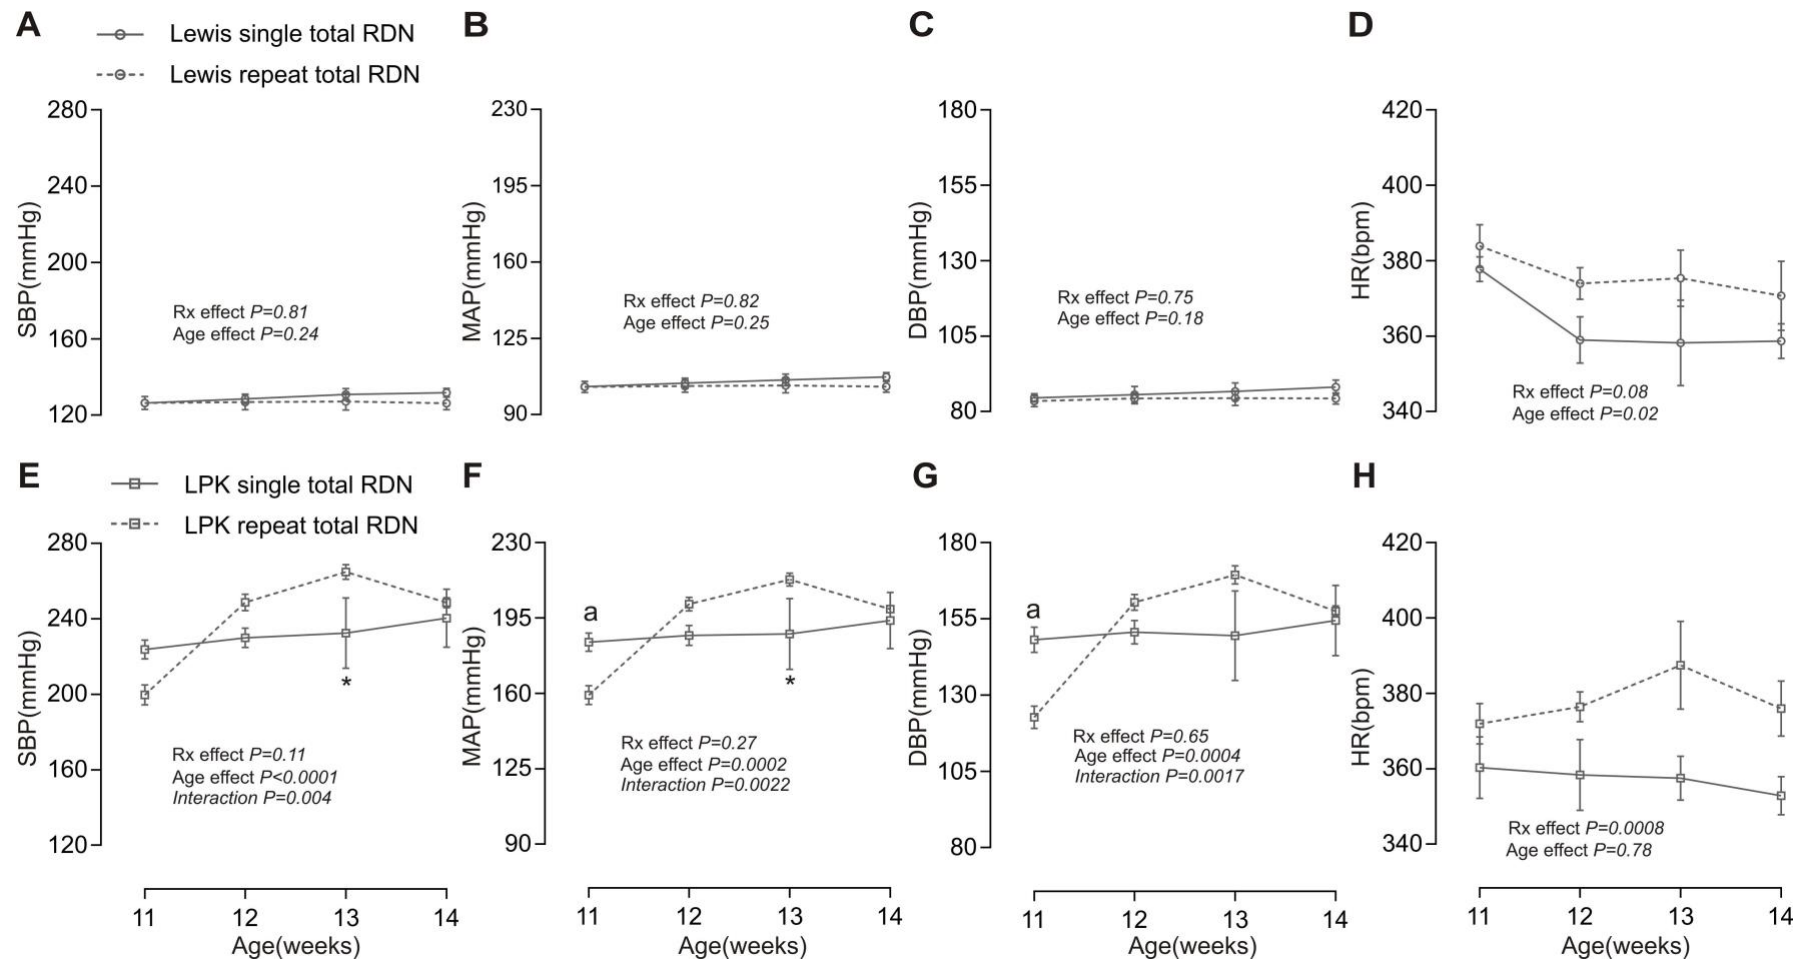 A
Lewis single total RDN
Lewis repeat total RDN
280
240
200
160
120
SBP(mmHg)
Rx effect P=0.81
Age effect P=0.24
B
230
195
160
125
90
MAP(mmHg)
Rx effect P=0.82
Age effect P=0.25
C
180
155
130
105
80
DBP(mmHg)
Rx effect P=0.75
Age effect P=0.18
D
420
400
380
360
340
HR(bpm)
Rx effect P=0.08
Age effect P=0.02
E
LPK single total RDN
LPK repeat total RDN
280
240
200
160
120
SBP(mmHg)
*
Rx effect P=0.11
Age effect P<0.0001
Interaction P=0.004
11 12 13 14
Age(weeks)
F
230
195
160
125
90
MAP(mmHg)
a
*
Rx effect P=0.27
Age effect P=0.0002
Interaction P=0.0022
11 12 13 14
Age(weeks)
G
180
155
130
105
80
DBP(mmHg)
a
Rx effect P=0.65
Age effect P=0.0004
Interaction P=0.0017
11 12 13 14
Age(weeks)
H
420
400
380
360
340
HR(bpm)
Rx effect P=0.0008
Age effect P=0.78
11 12 13 14
Age(weeks)